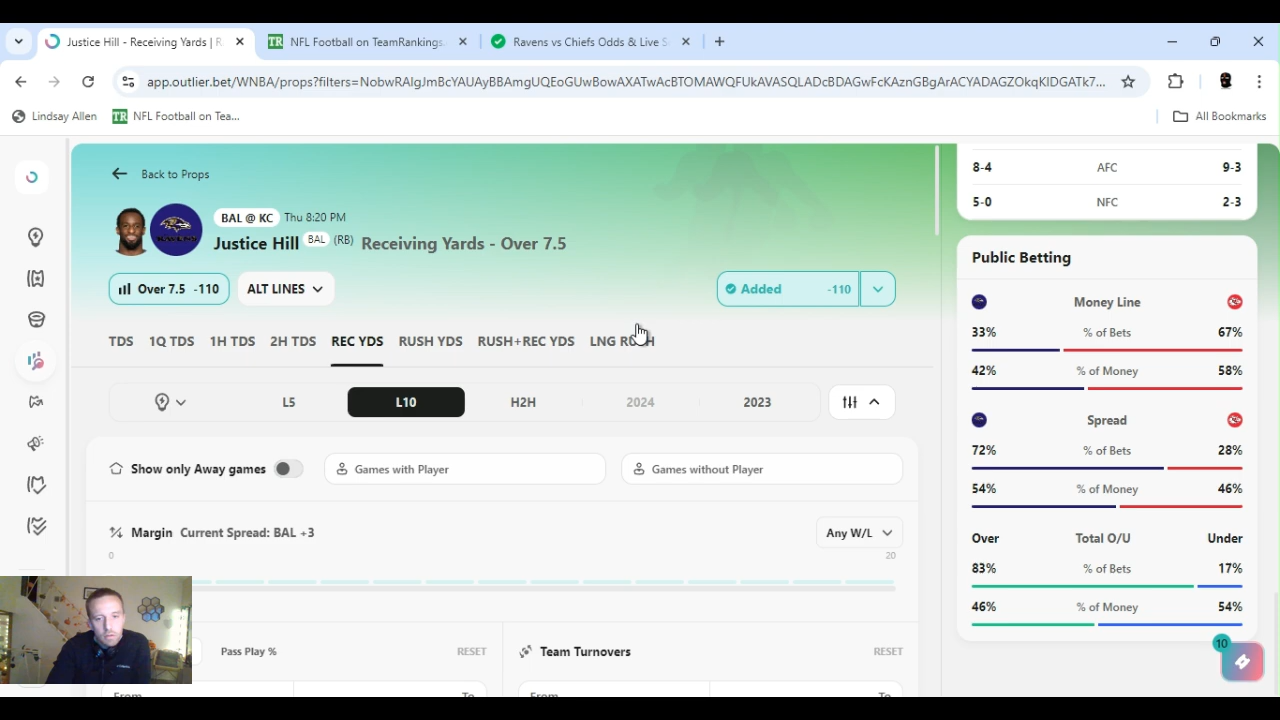 Justice Hill - Receiving Yards | R
NFL Football on TeamRankings.
Ravens vs Chiefs Odds & Live S
app.outlier.bet/WNBA/props?filters=NobwRAlgJmBcYAUAyBBAmgUQEoGUwBowAXATwAcBTOMAWQFUkAVASQLADcBDAGwFcKAznGBgArACYADAGZOkqKIDGATk7...
Lindsay Allen
NFL Football on Tea...
All Bookmarks
Back to Props
BAL @ KC Thu 8:20 PM
Justice Hill BAL (RB) Receiving Yards - Over 7.5
Over 7.5 -110
ALT LINES
Added -110
TDS 1Q TDS 1H TDS 2H TDS REC YDS RUSH YDS RUSH+REC YDS LNG RUSH
L5 L10 H2H 2024 2023
Show only Away games
Games with Player
Games without Player
Margin Current Spread: BAL +3
Any W/L
0 20
Pass Play % RESET
Team Turnovers RESET
From To
From To
8-4 AFC 9-3
5-0 NFC 2-3
Public Betting
Money Line
33% % of Bets 67%
42% % of Money 58%
Spread
72% % of Bets 28%
54% % of Money 46%
Over Total O/U Under
83% % of Bets 17%
46% % of Money 54%
10